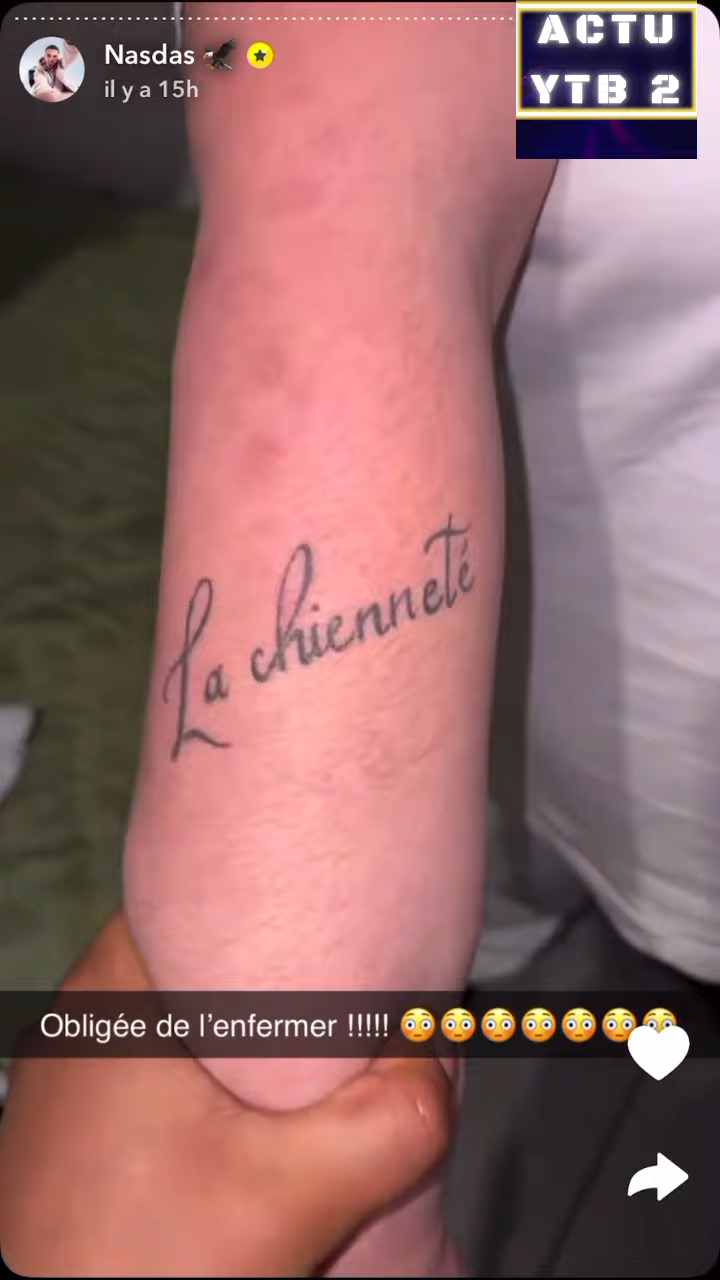 Nasdas
il y a 15h
ACTU
YTB 2
La chienneté
Obligée de l'enfermer !!!!! 😳😳😳😳😳😳😳